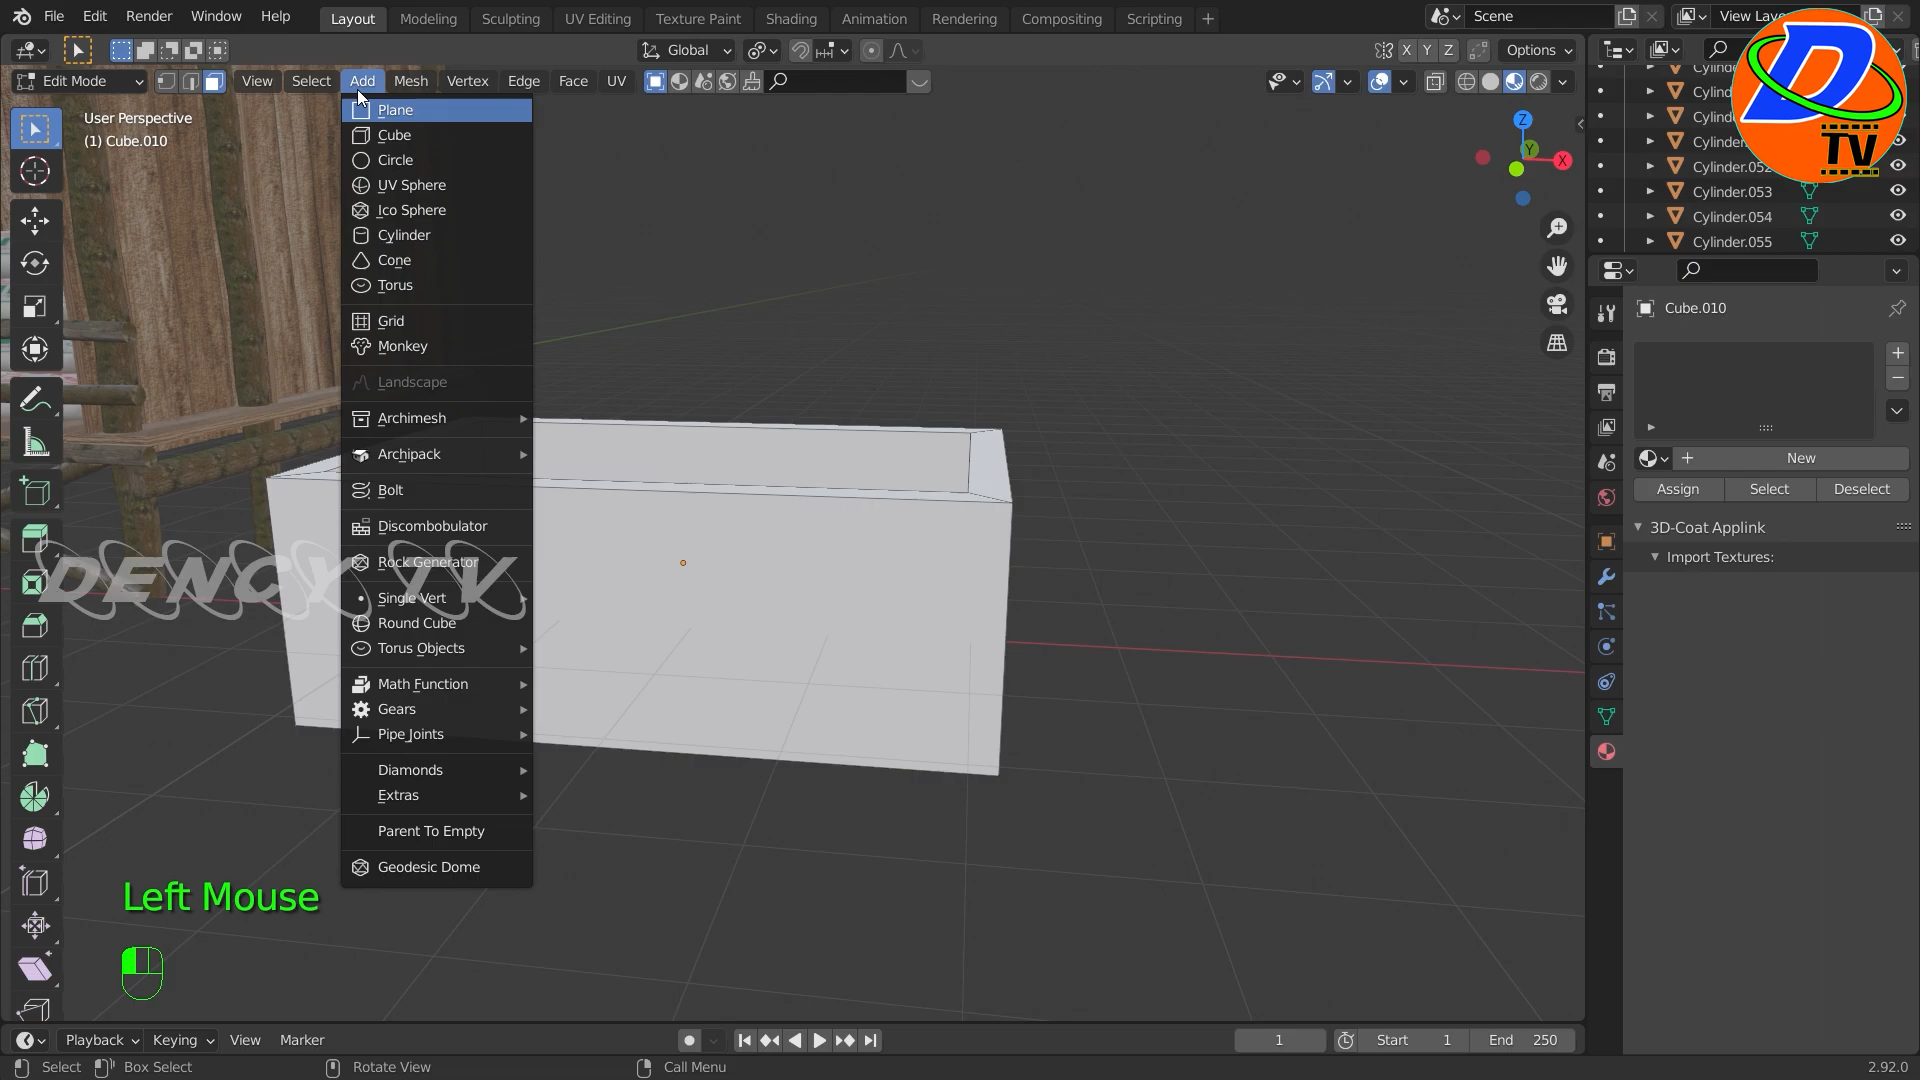 File Edit Render Window Help Layout Modeling Sculpting UV Editing Texture Paint Shading Animation Rendering Compositing Scripting + Scene
Global X Y Z Options
Edit Mode View Select Add Mesh Vertex Edge Face UV
User Perspective
(1) Cube.010
Plane
Cube
Circle
UV Sphere
Ico Sphere
Cylinder
Cone
Torus
Grid
Monkey
Landscape
Archimesh
Archipack
Bolt
Discombobulator
Rock Generator
Single Vert
Round Cube
Torus Objects
Math Function
Gears
Pipe Joints
Diamonds
Extras
Parent To Empty
Geodesic Dome
DENCY TV
Left Mouse
Z
Y
X
D
TV
Cylinder.053
Cylinder.054
Cylinder.055
Cube.010
New
Assign Select Deselect
3D-Coat Applink
Import Textures:
Playback Keying View Marker 1 Start 1 End 250
Select Box Select Rotate View Call Menu 2.92.0